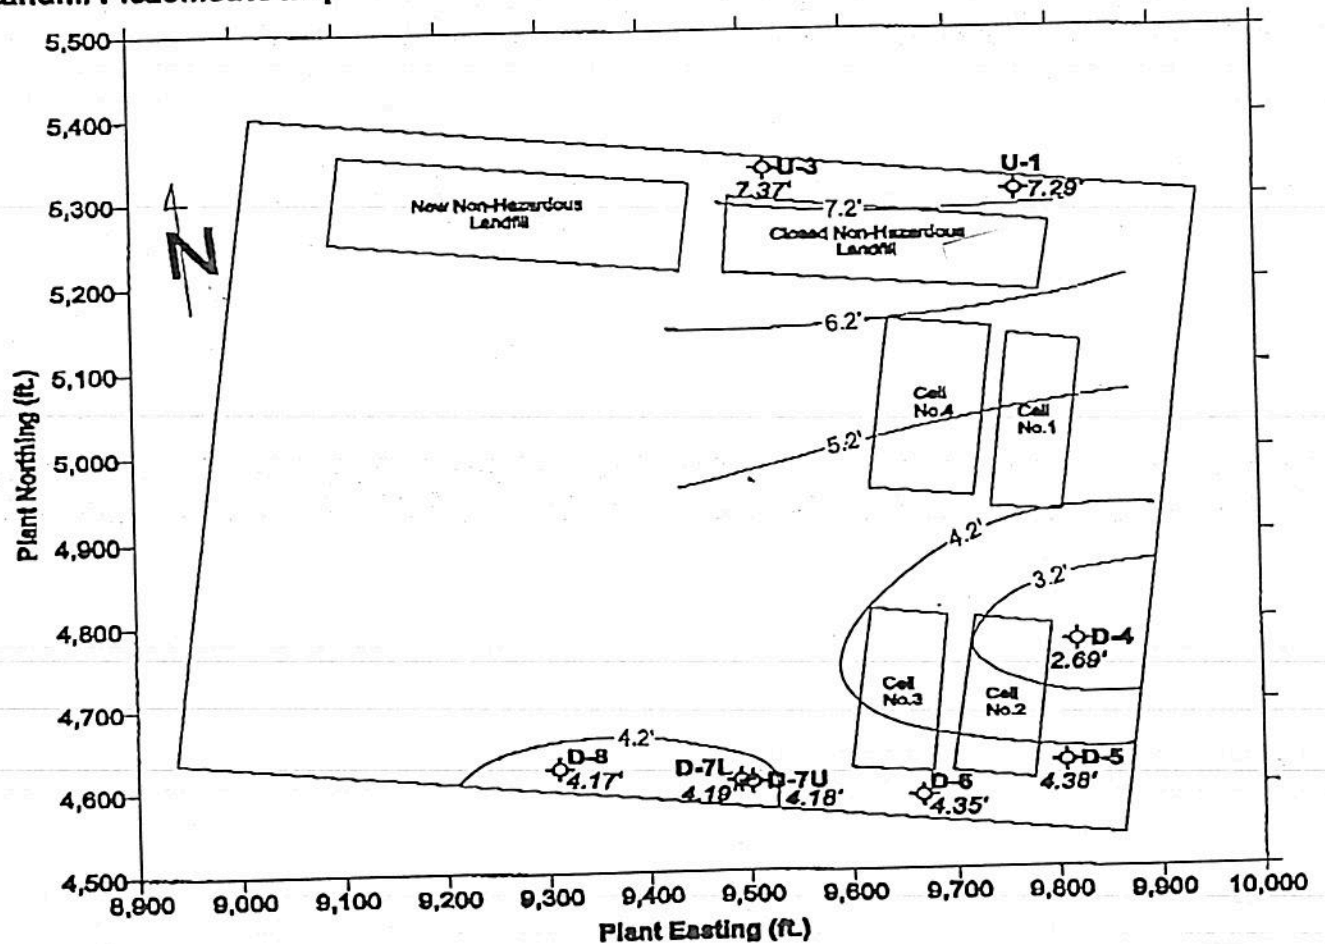 5,500
5,400
5,300
5,200
5,100
5,000
4,900
4,800
4,700
4,600
4,500
Plant Northing (ft.)
N
New Non-Hazardous
Landfill
U-3
7.37'
U-1
7.29'
7.2'
Closed Non-Hazardous
Landfill
6.2'
Cell
No.4
Cell
No.1
5.2'
4.2'
3.2'
D-4
2.69'
Cell
No.3
Cell
No.2
4.2'
D-8
4.17'
D-7L
4.19'
D-7U
4.18'
D-6
4.35'
D-5
4.38'
8,900 9,000 9,100 9,200 9,300 9,400 9,500 9,600 9,700 9,800 9,900 10,000
Plant Easting (ft.)